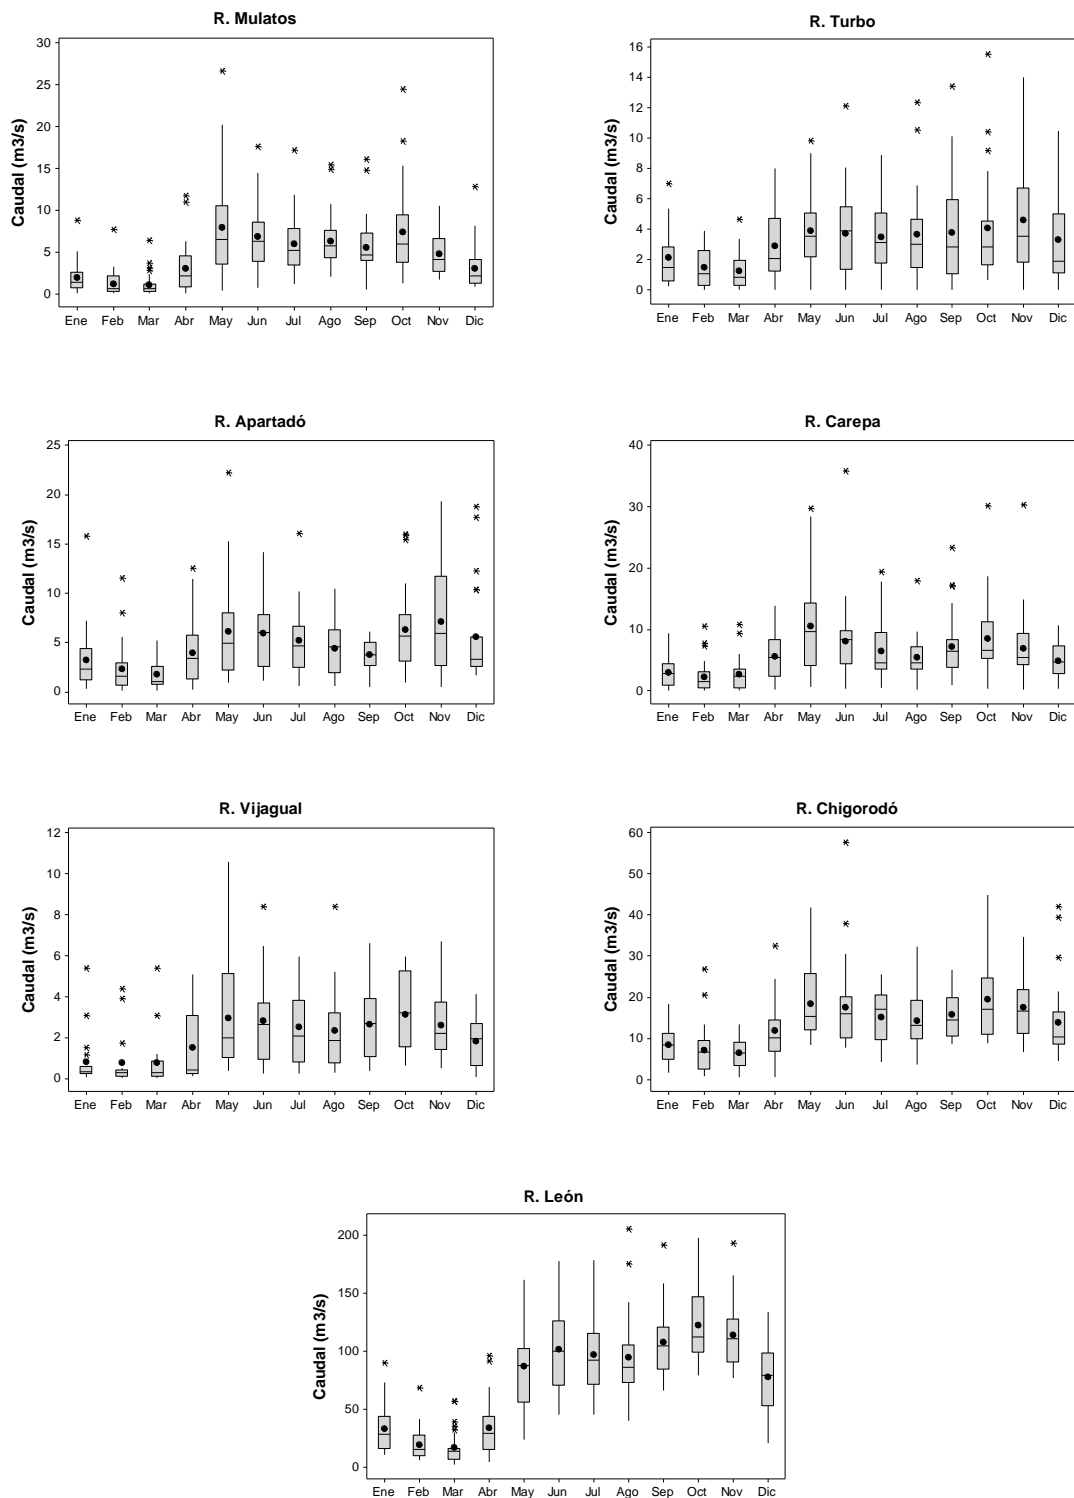 R. Mulatos
Caudal (m3/s)
30
25
20
15
10
5
0
Ene Feb Mar Abr May Jun Jul Ago Sep Oct Nov Dic
R. Turbo
Caudal (m3/s)
16
14
12
10
8
6
4
2
0
Ene Feb Mar Abr May Jun Jul Ago Sep Oct Nov Dic
R. Apartadó
Caudal (m3/s)
25
20
15
10
5
0
Ene Feb Mar Abr May Jun Jul Ago Sep Oct Nov Dic
R. Carepa
Caudal (m3/s)
40
30
20
10
0
Ene Feb Mar Abr May Jun Jul Ago Sep Oct Nov Dic
R. Vijagual
Caudal (m3/s)
12
10
8
6
4
2
0
Ene Feb Mar Abr May Jun Jul Ago Sep Oct Nov Dic
R. Chigorodó
Caudal (m3/s)
60
50
40
30
20
10
0
Ene Feb Mar Abr May Jun Jul Ago Sep Oct Nov Dic
R. León
Caudal (m3/s)
200
150
100
50
0
Ene Feb Mar Abr May Jun Jul Ago Sep Oct Nov Dic